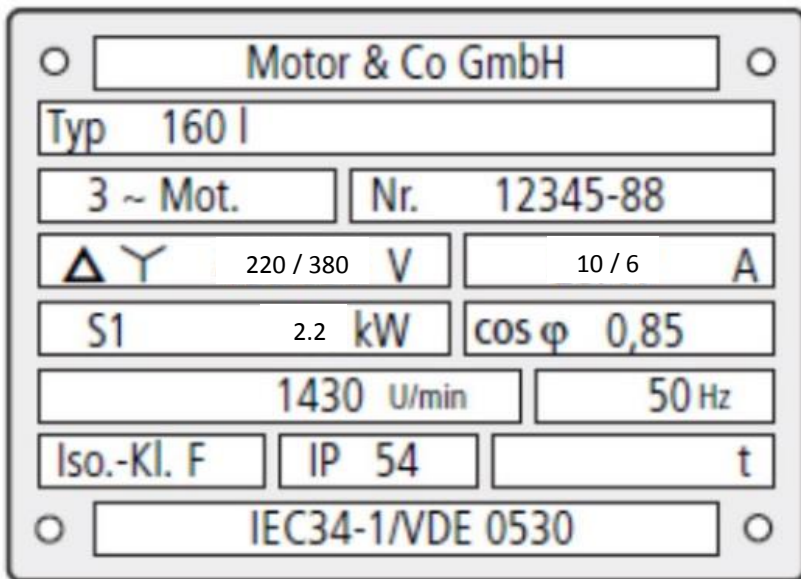 Motor & Co GmbH
Typ 160 l
3 ~ Mot. Nr. 12345-88
Δ Y 220 / 380 V 10 / 6 A
S1 2.2 kW cos φ 0,85
1430 U/min 50 Hz
Iso.-Kl. F IP 54 t
IEC34-1/VDE 0530